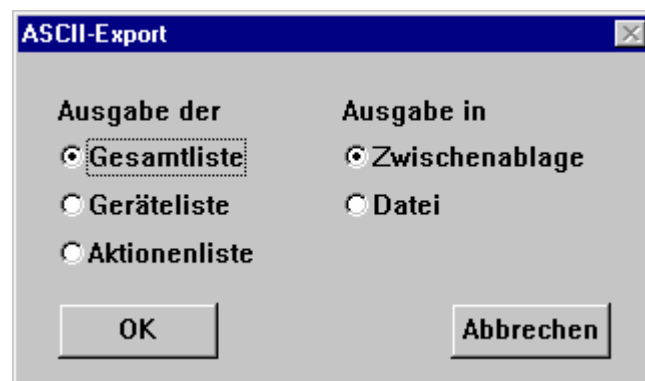 ASCII-Export
Ausgabe der
Gesamtliste
Geräteliste
Aktionenliste
Ausgabe in
Zwischenablage
Datei
OK
Abbrechen